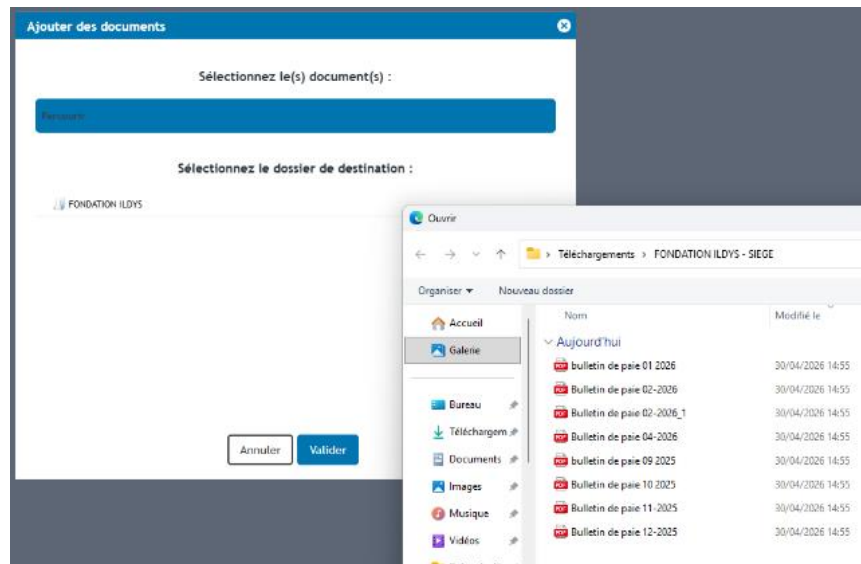 Ajouter des documents
Sélectionnez le(s) document(s) :
Parcourir
Sélectionnez le dossier de destination :
FONDATION ILDYS
Annuler
Valider
Ouvrir
Téléchargements > FONDATION ILDYS - SIEGE
Organiser
Nouveau dossier
Nom
Modifié le
Accueil
Galerie
Bureau
Téléchargem
Documents
Images
Musique
Vidéos
Aujourd'hui
bulletin de paie 01 2026 30/04/2026 14:55
Bulletin de paie 02-2026 30/04/2026 14:55
Bulletin de paie 02-2026_1 30/04/2026 14:55
Bulletin de paie 04-2026 30/04/2026 14:55
bulletin de paie 09 2025 30/04/2026 14:55
Bulletin de paie 10 2025 30/04/2026 14:55
Bulletin de paie 11-2025 30/04/2026 14:55
Bulletin de paie 12-2025 30/04/2026 14:55